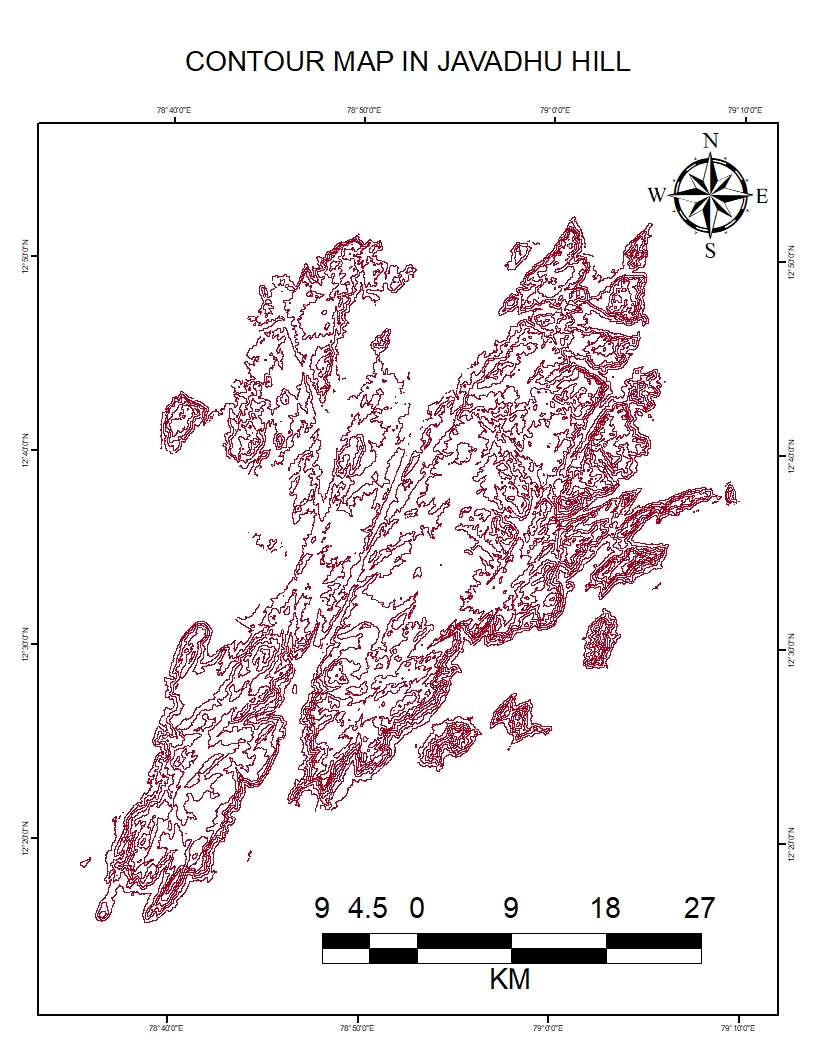 CONTOUR MAP IN JAVADHU HILL
78°40'0"E 78°50'0"E 79°0'0"E 79°10'0"E
N
W E
S
12°50'0"N 12°50'0"N
12°40'0"N 12°40'0"N
12°30'0"N 12°30'0"N
12°20'0"N 12°20'0"N
9 4.5 0 9 18 27
KM
78°40'0"E 78°50'0"E 79°0'0"E 79°10'0"E